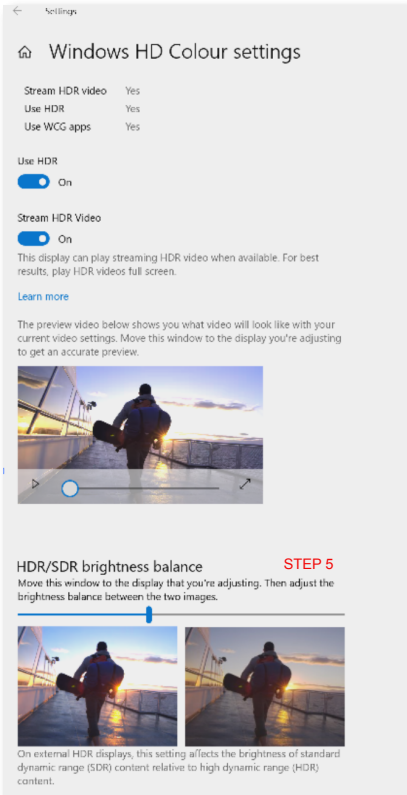 Settings
Windows HD Colour settings
Stream HDR video Yes
Use HDR Yes
Use WCG apps Yes
Use HDR
On
Stream HDR Video
On
This display can play streaming HDR video when available. For best
results, play HDR videos full screen.
Learn more
The preview video below shows you what video will look like with your
current video settings. Move this window to the display you're adjusting
to get an accurate preview.
HDR/SDR brightness balance STEP 5
Move this window to the display that you're adjusting. Then adjust the
brightness balance between the two images.
On external HDR displays, this setting affects the brightness of standard
dynamic range (SDR) content relative to high dynamic range (HDR)
content.